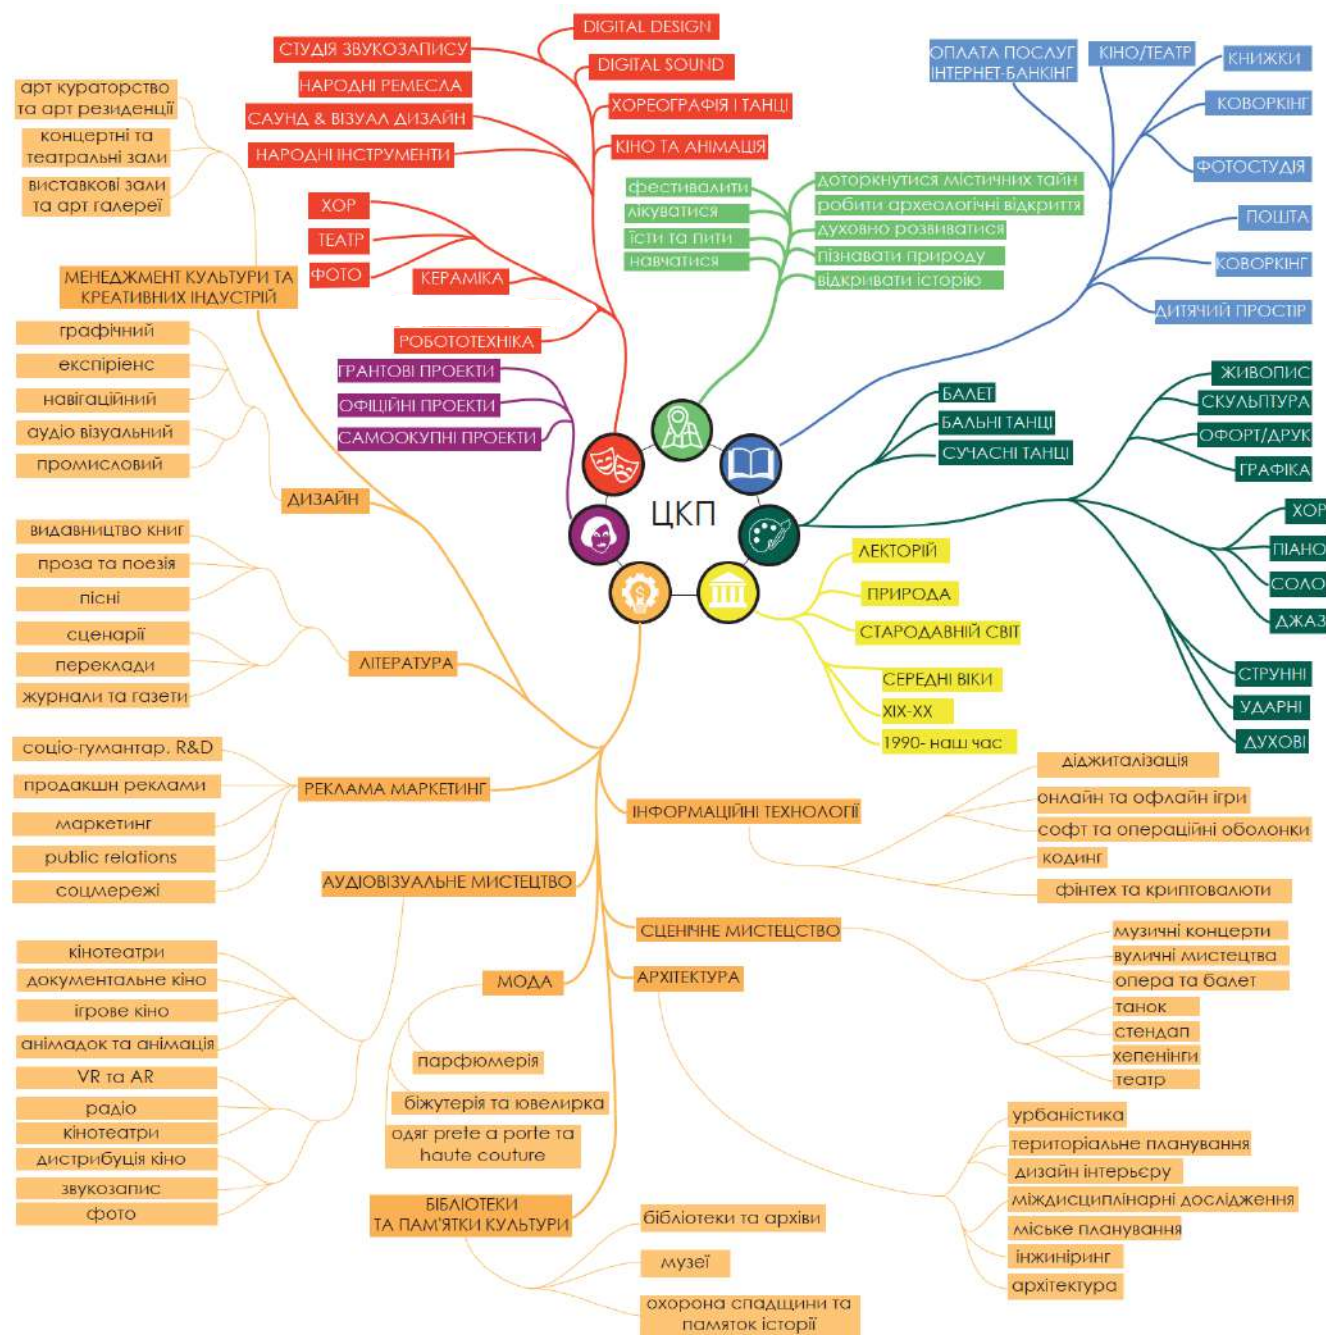 DIGITAL DESIGN
СТУДІЯ ЗВУКОЗАПИСУ
DIGITAL SOUND
НАРОДНІ РЕМЕСЛА
ХОРЕОГРАФІЯ І ТАНЦІ
САУНД & ВІЗУАЛ ДИЗАЙН
КІНО ТА АНІМАЦІЯ
НАРОДНІ ІНСТРУМЕНТИ
ХОР
ТЕАТР
ФОТО
КЕРАМІКА
РОБОТОТЕХНІКА
фестивалити
лікуватися
їсти та пити
навчатися
доторкнутися містичних тайн
робити археологічні відкриття
духовно розвиватися
пізнавати природу
відкривати історію
ОПЛАТА ПОСЛУГ
ІНТЕРНЕТ-БАНКІНГ
КІНО/ТЕАТР
КНИЖКИ
КОВОРКІНГ
ФОТОСТУДІЯ
ПОШТА
КОВОРКІНГ
ДИТЯЧИЙ ПРОСТІР
арт кураторство
та арт резиденції
концертні та
театральні зали
виставкові зали
та арт галереї
МЕНЕДЖМЕНТ КУЛЬТУРИ ТА
КРЕАТИВНИХ ІНДУСТРІЙ
ГРАНТОВІ ПРОЕКТИ
ОФІЦІЙНІ ПРОЕКТИ
САМООКУПНІ ПРОЕКТИ
ЦКП
БАЛЕТ
БАЛЬНІ ТАНЦІ
СУЧАСНІ ТАНЦІ
ЖИВОПИС
СКУЛЬПТУРА
ОФОРТ/ДРУК
ГРАФІКА
ХОР
ПІАНО
СОЛО
ДЖАЗ
СТРУННІ
УДАРНІ
ДУХОВІ
ЛЕКТОРІЙ
ПРИРОДА
СТАРОДАВНІЙ СВІТ
СЕРЕДНІ ВІКИ
XIX-XX
1990- наш час
графічний
експірієнс
навігаційний
аудіо візуальний
промисловий
ДИЗАЙН
видавництво книг
проза та поезія
пісні
сценарії
переклади
журнали та газети
ЛІТЕРАТУРА
соціо-гумантар. R&D
продакшн реклами
маркетинг
public relations
соцмережі
РЕКЛАМА МАРКЕТИНГ
ІНФОРМАЦІЙНІ ТЕХНОЛОГІЇ
діджиталізація
онлайн та офлайн ігри
софт та операційні оболонки
кодинг
фінтех та криптовалюти
АУДІОВІЗУАЛЬНЕ МИСТЕЦТВО
кінотеатри
документальне кіно
ігрове кіно
анімадок та анімація
VR та AR
радіо
кінотеатри
дистрибуція кіно
звукозапис
фото
СЦЕНІЧНЕ МИСТЕЦСТВО
музичні концерти
вуличні мистецтва
опера та балет
танок
стендап
хепенінги
театр
МОДА
парфюмерія
біжутерія та ювелирка
одяг prete a porte та
haute couture
АРХІТЕКТУРА
урбаністика
територіальне планування
дизайн інтерьєру
міждисциплінарні дослідження
міське планування
інжиніринг
архітектура
БІБЛІОТЕКИ
ТА ПАМ'ЯТКИ КУЛЬТУРИ
бібліотеки та архіви
музеї
охорона спадщини та
памяток історії